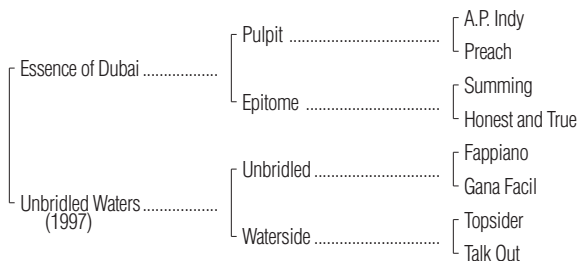 A.P. Indy
Pulpit ..........................................
Preach
Essence of Dubai ....................
Summing
Epitome .....................................
Honest and True
Fappiano
Unbridled ...................................
Gana Facil
Unbridled Waters ....................
(1997)
Topsider
Waterside ..................................
Talk Out